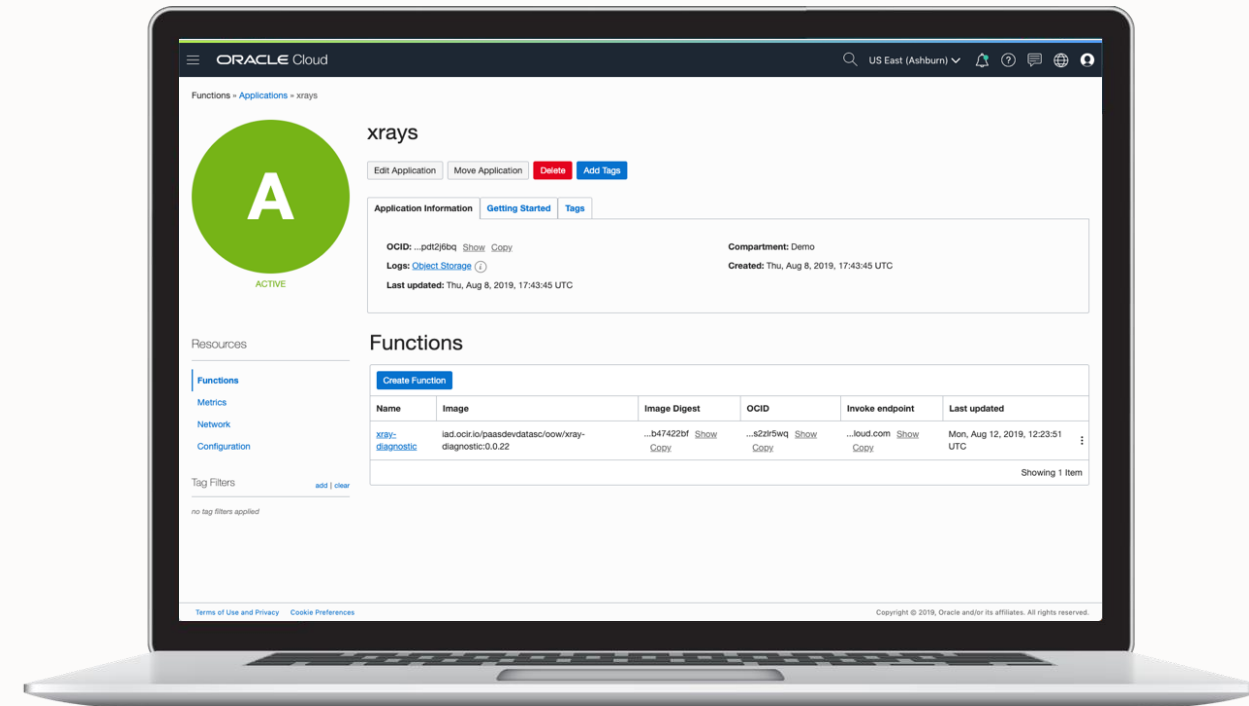 ORACLE Cloud
US East (Ashburn)
Functions » Applications » xrays
A
ACTIVE
xrays
Edit Application Move Application Delete Add Tags
Application Information Getting Started Tags
OCID: ...pdt2j6bq Show Copy
Compartment: Demo
Logs: Object Storage i
Created: Thu, Aug 8, 2019, 17:43:45 UTC
Last updated: Thu, Aug 8, 2019, 17:43:45 UTC
Resources
Functions
Metrics
Network
Configuration
Tag Filters add | clear
no tag filters applied
Functions
Create Function
Name Image Image Digest OCID Invoke endpoint Last updated
xray- iad.ocir.io/paasdevdatasc/oow/xray- ...b47422bf Show ...s2zlr5wq Show ...loud.com Show Mon, Aug 12, 2019, 12:23:51
diagnostic diagnostic:0.0.22 Copy Copy Copy UTC
Showing 1 Item
Terms of Use and Privacy Cookie Preferences
Copyright © 2019, Oracle and/or its affiliates. All rights reserved.